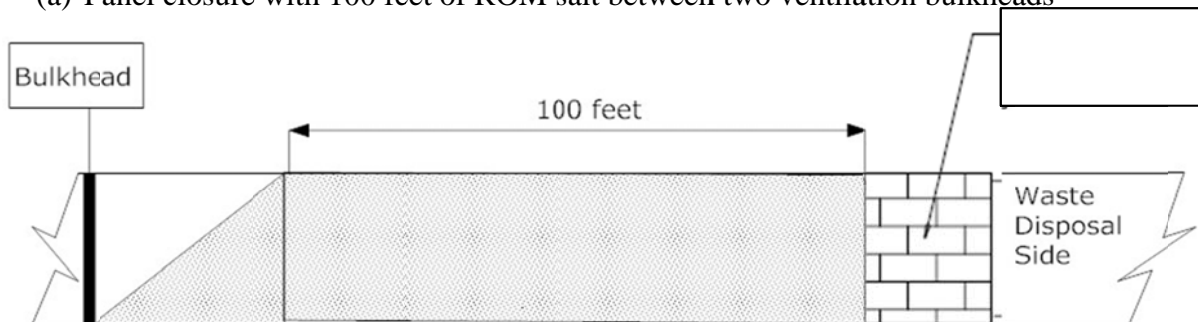 (a) Panel closure with 100 feet of ROM salt between two ventilation bulkheads
Bulkhead
100 feet
Waste
Disposal
Side